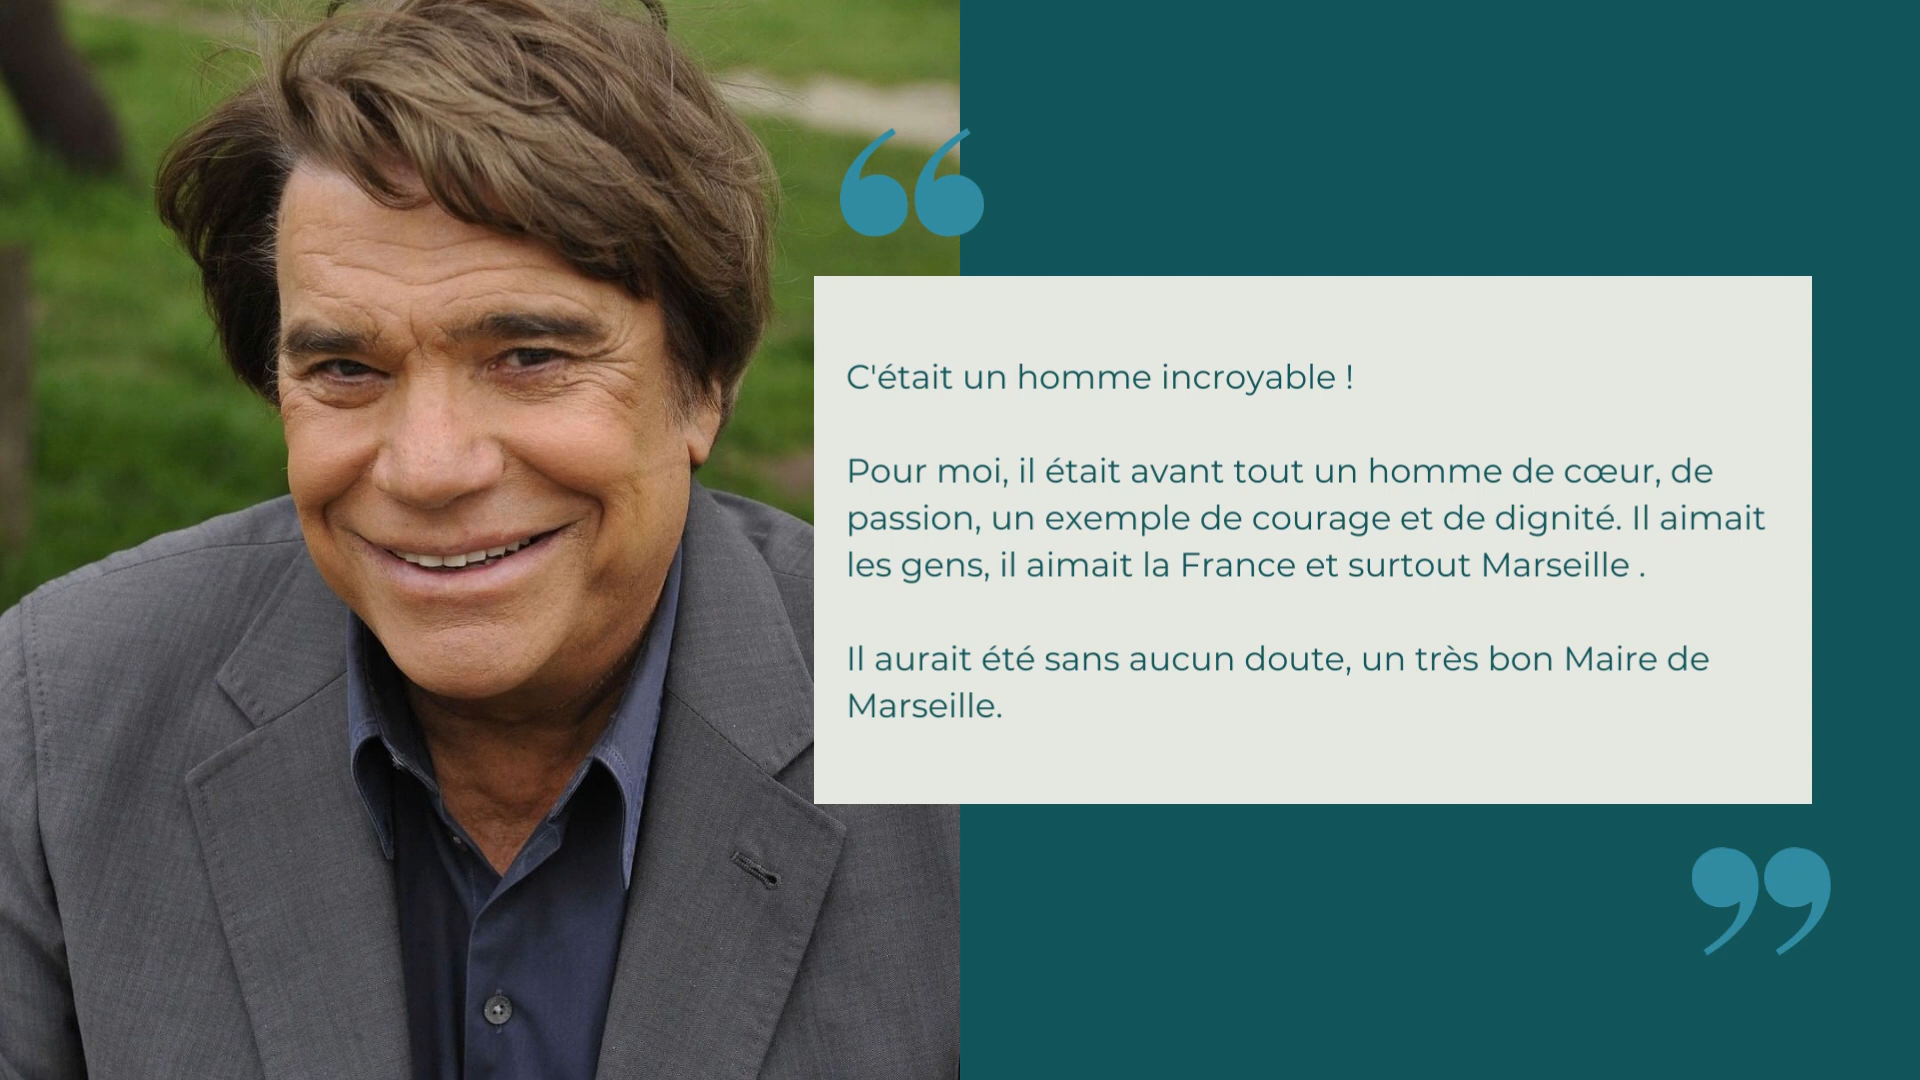 C'était un homme incroyable !
Pour moi, il était avant tout un homme de cœur, de
passion, un exemple de courage et de dignité. Il aimait
les gens, il aimait la France et surtout Marseille .
Il aurait été sans aucun doute, un très bon Maire de
Marseille.